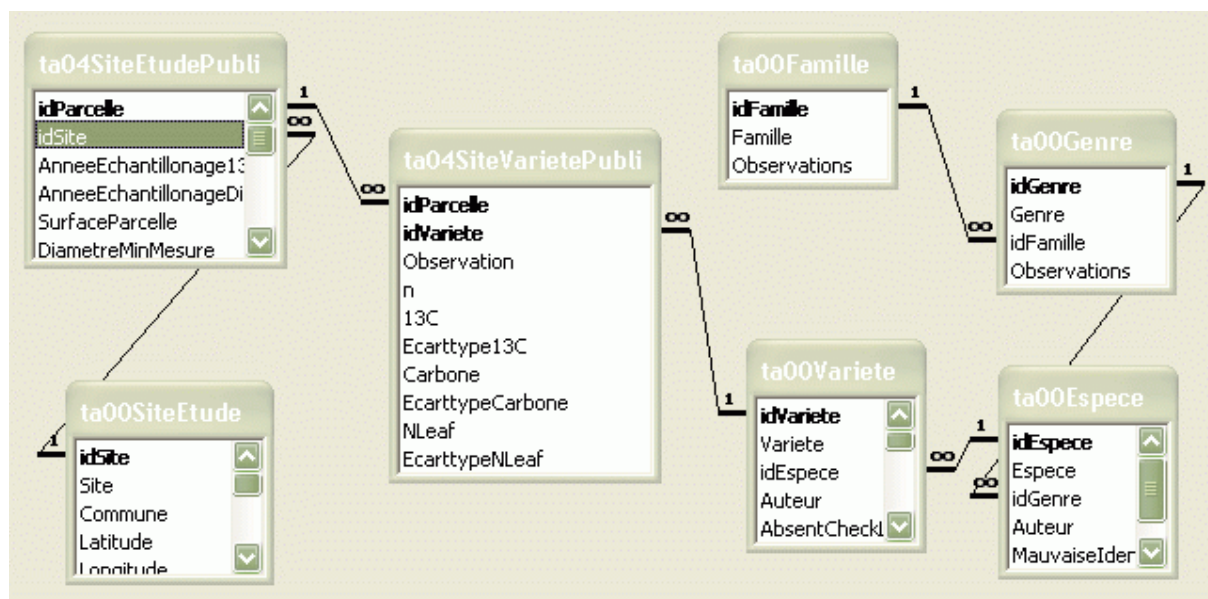 ta04SiteEtudePubli
idParcelle
idSite
AnneeEchantillonage13
AnneeEchantillonageDi
SurfaceParcelle
DiametreMinMesure
1
∞
ta00SiteEtude
idSite
Site
Commune
Latitude
Longitude
1
ta04SiteVarietePubli
idParcelle
idVariete
Observation
n
13C
Ecarttype13C
Carbone
EcarttypeCarbone
NLeaf
EcarttypeNLeaf
∞
∞
ta00Famille
idFamille
Famille
Observations
1
ta00Genre
idGenre
Genre
idFamille
Observations
1
∞
ta00Variete
idVariete
Variete
idEspece
Auteur
AbsentCheckL
1
∞
ta00Espece
idEspece
Espece
idGenre
Auteur
MauvaiseIder
1
∞